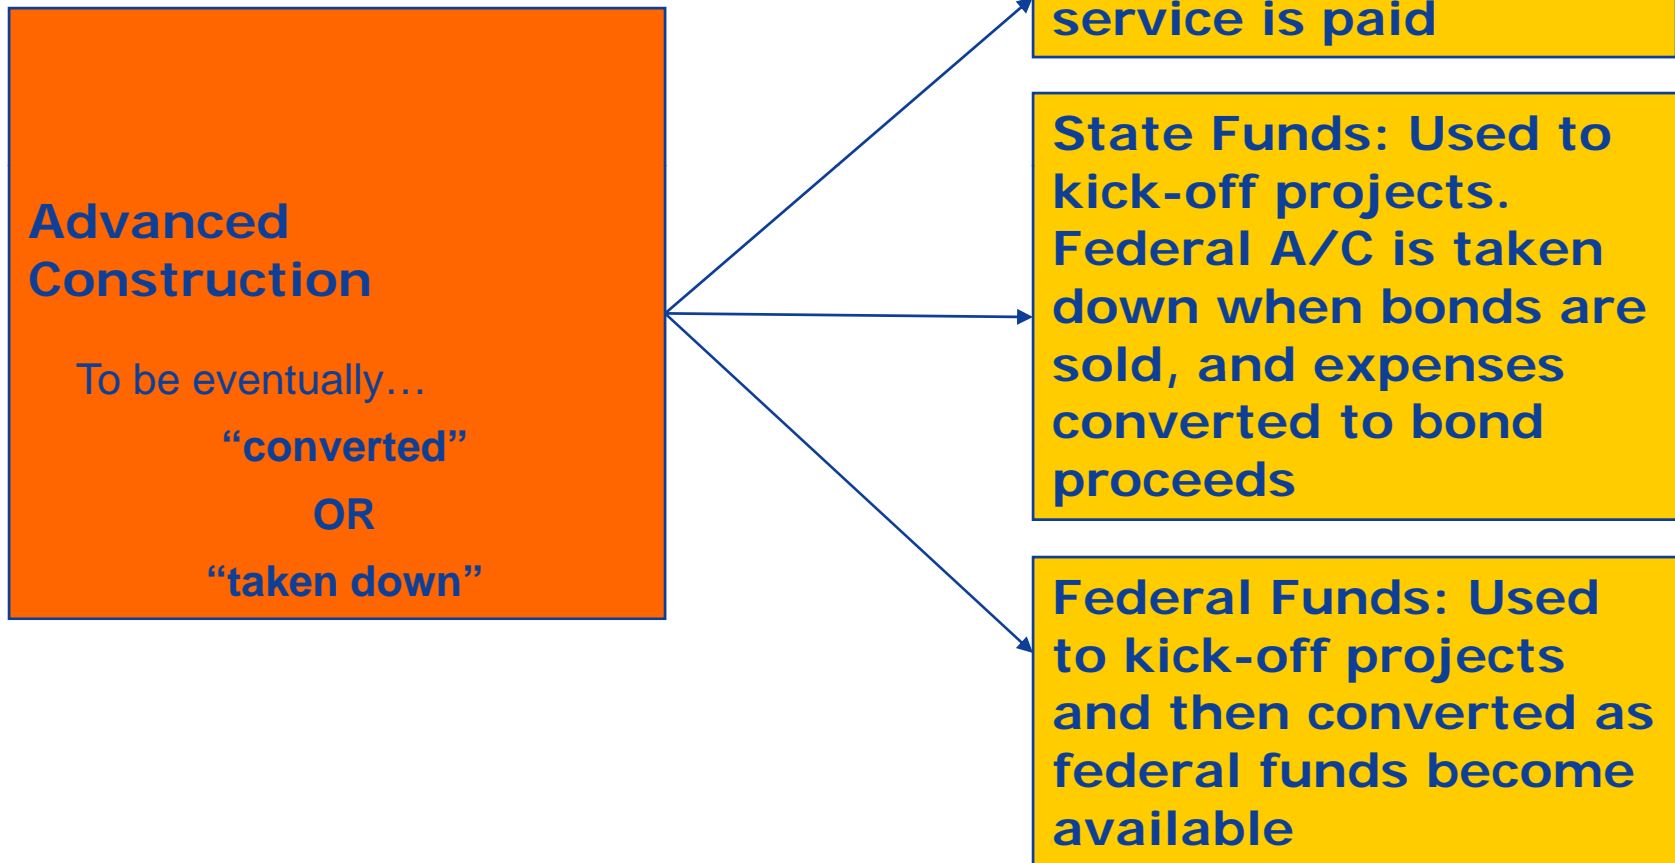 Advanced
Construction
To be eventually…
“converted”
OR
“taken down”
service is paid
State Funds: Used to
kick-off projects.
Federal A/C is taken
down when bonds are
sold, and expenses
converted to bond
proceeds
Federal Funds: Used
to kick-off projects
and then converted as
federal funds become
available